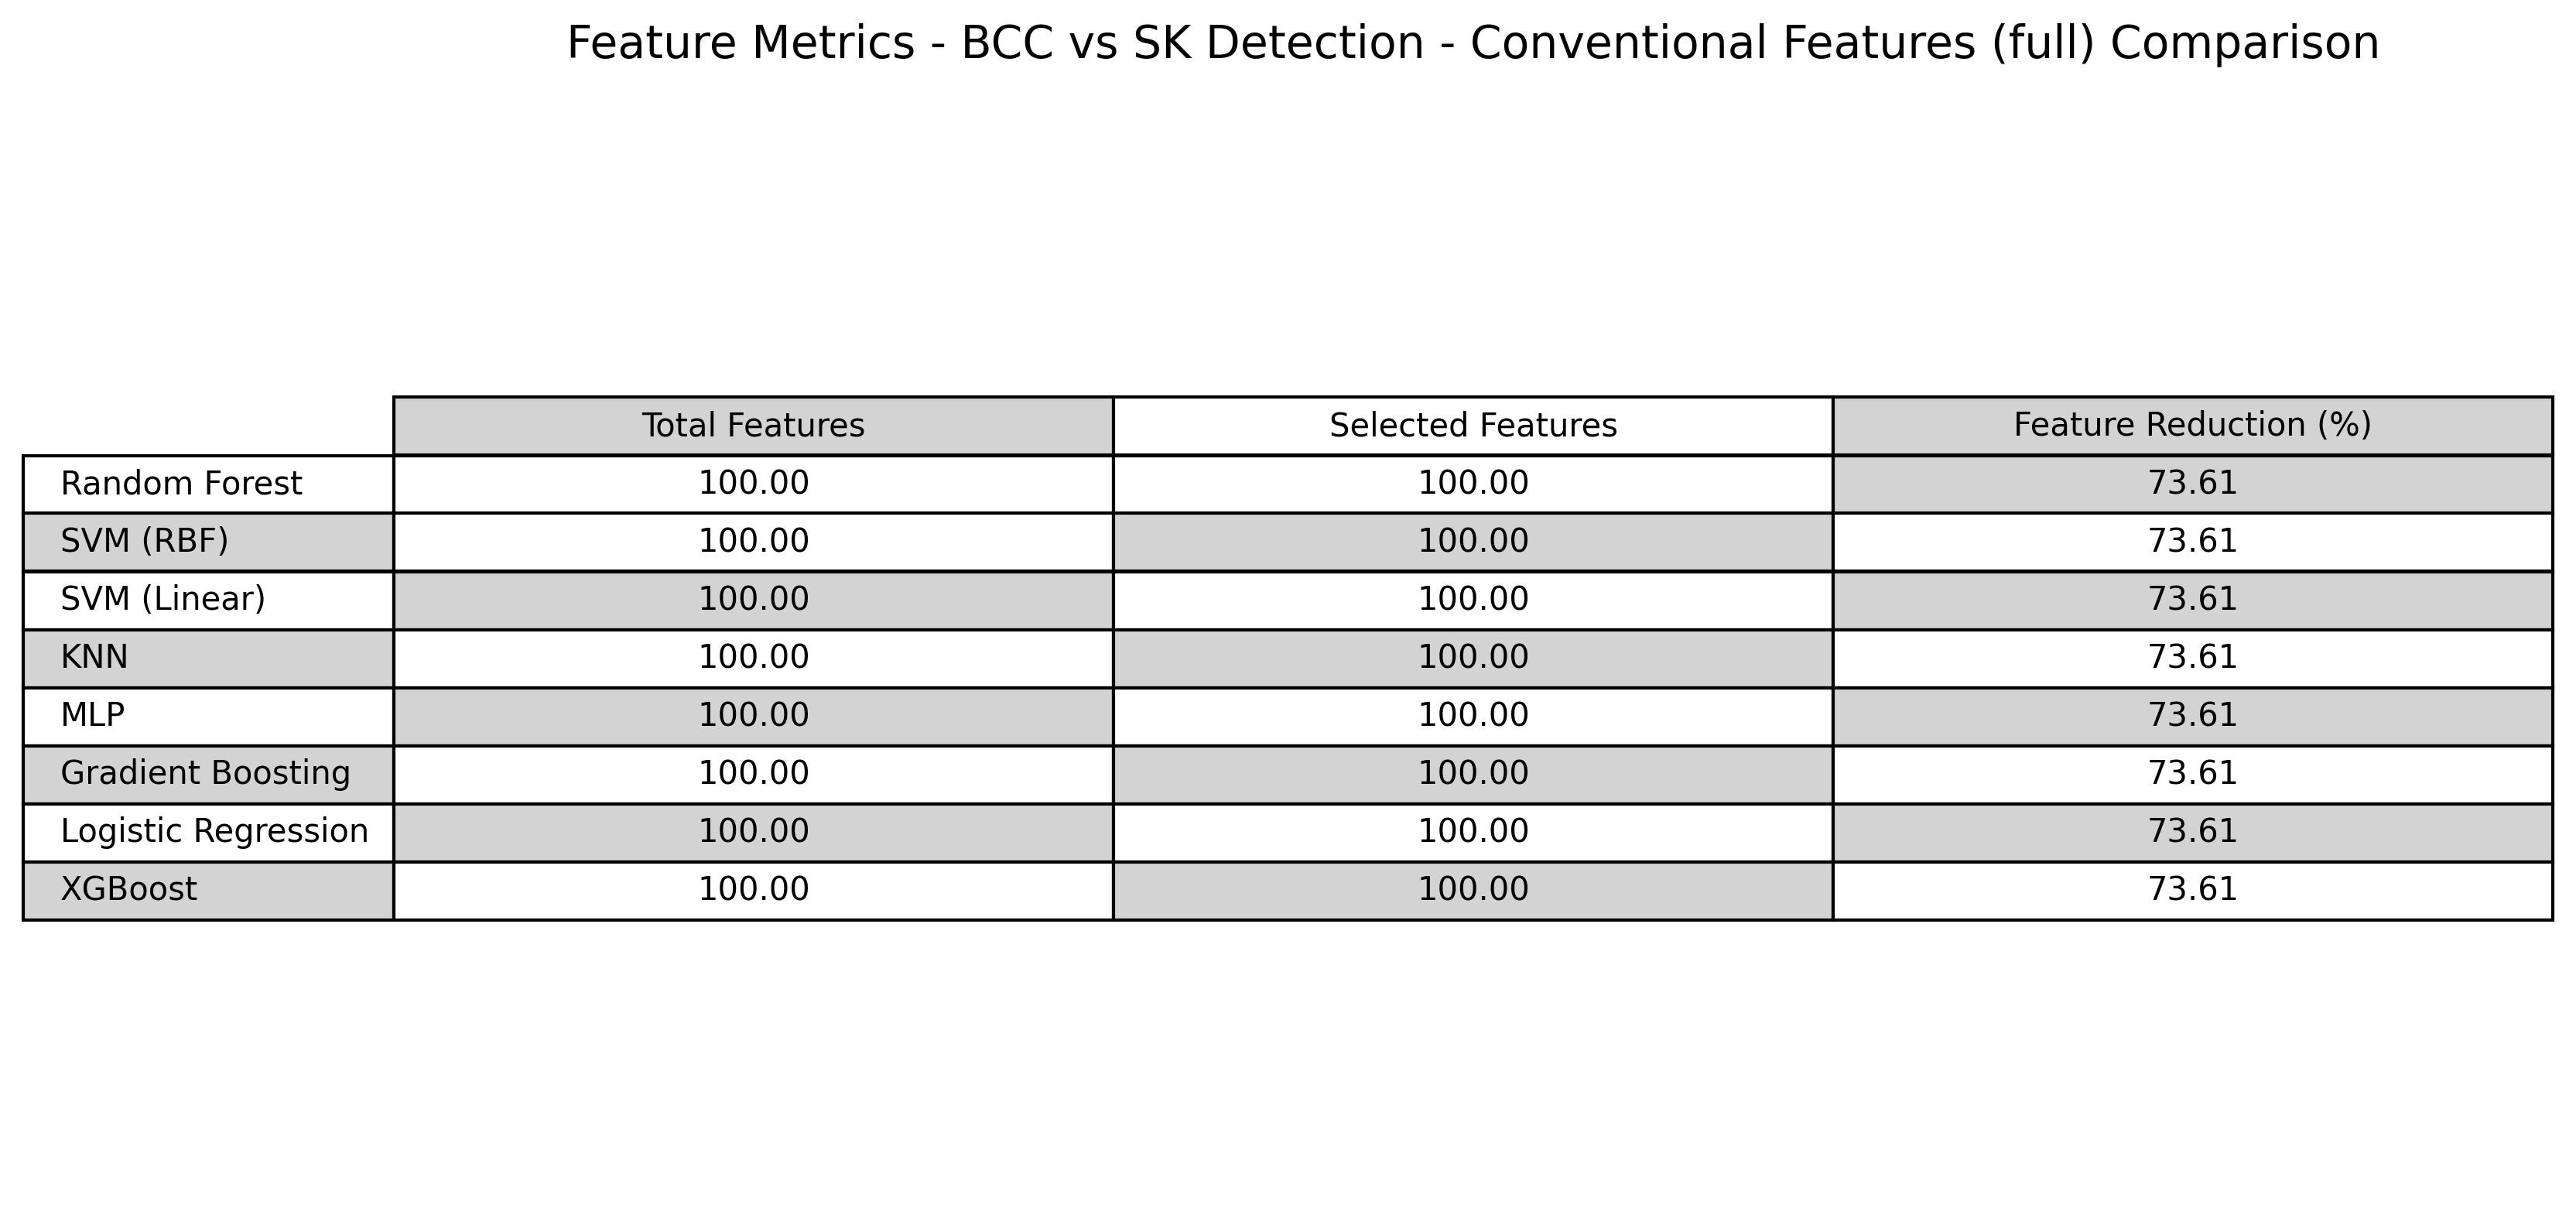 Feature Metrics - BCC vs SK Detection - Conventional Features (full) Comparison
Total Features Selected Features Feature Reduction (%)
Random Forest 100.00 100.00 73.61
SVM (RBF) 100.00 100.00 73.61
SVM (Linear) 100.00 100.00 73.61
KNN 100.00 100.00 73.61
MLP 100.00 100.00 73.61
Gradient Boosting 100.00 100.00 73.61
Logistic Regression 100.00 100.00 73.61
XGBoost 100.00 100.00 73.61